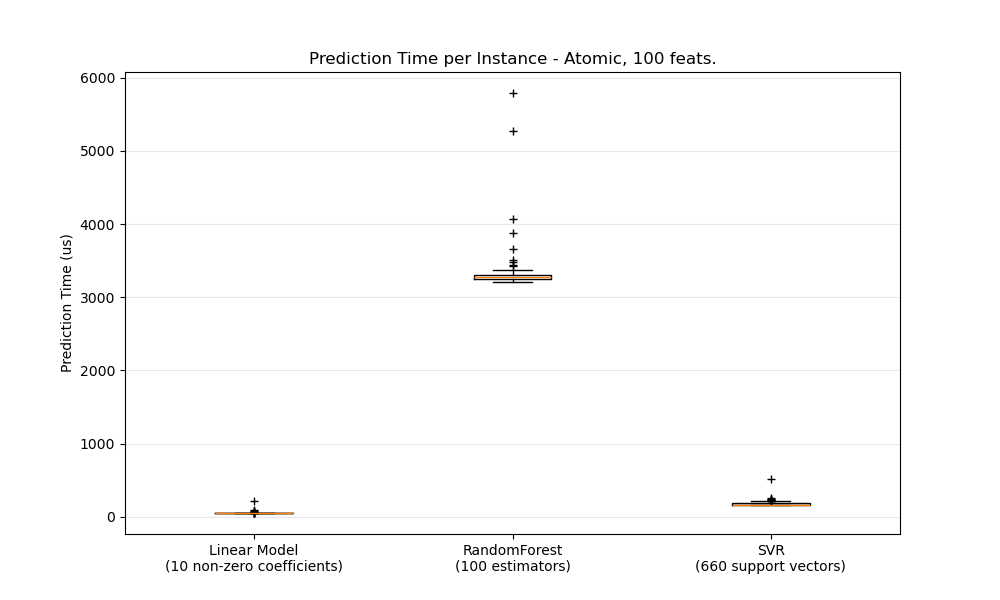 Prediction Time per Instance - Atomic, 100 feats.
Prediction Time (us)
6000
5000
4000
3000
2000
1000
0
Linear Model
(10 non-zero coefficients)
RandomForest
(100 estimators)
SVR
(660 support vectors)